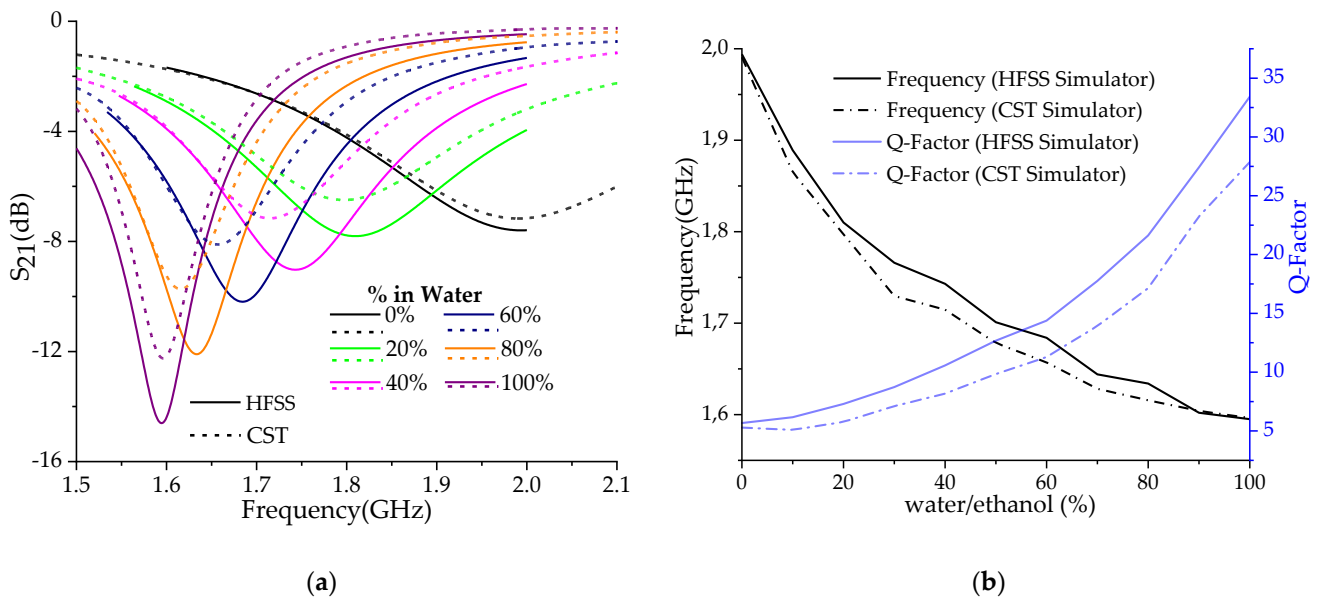 0
-4
-8
-12
-16
S21(dB)
1.5 1.6 1.7 1.8 1.9 2.0 2.1
Frequency(GHz)
% in Water
0% 60%
20% 80%
40% 100%
HFSS
CST
(a)
2,0
1,9
1,8
1,7
1,6
Frequency(GHz)
Frequency (HFSS Simulator)
Frequency (CST Simulator)
Q-Factor (HFSS Simulator)
Q-Factor (CST Simulator)
35
30
25
20
15
10
5
Q-Factor
0 20 40 60 80 100
water/ethanol (%)
(b)